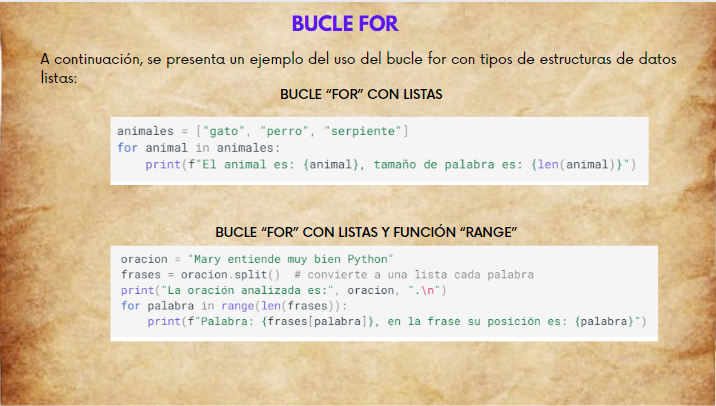 BUCLE FOR
A continuación, se presenta un ejemplo del uso del bucle for con tipos de estructuras de datos
listas:
BUCLE “FOR” CON LISTAS
animales = ["gato", "perro", "serpiente"]
for animal in animales:
    print(f"El animal es: {animal}, tamaño de palabra es: {len(animal)}")
BUCLE “FOR” CON LISTAS Y FUNCIÓN “RANGE”
oracion = "Mary entiende muy bien Python"
frases = oracion.split()  # convierte a una lista cada palabra
print("La oración analizada es:", oracion, ".\n")
for palabra in range(len(frases)):
    print(f"Palabra: {frases[palabra]}, en la frase su posición es: {palabra}")